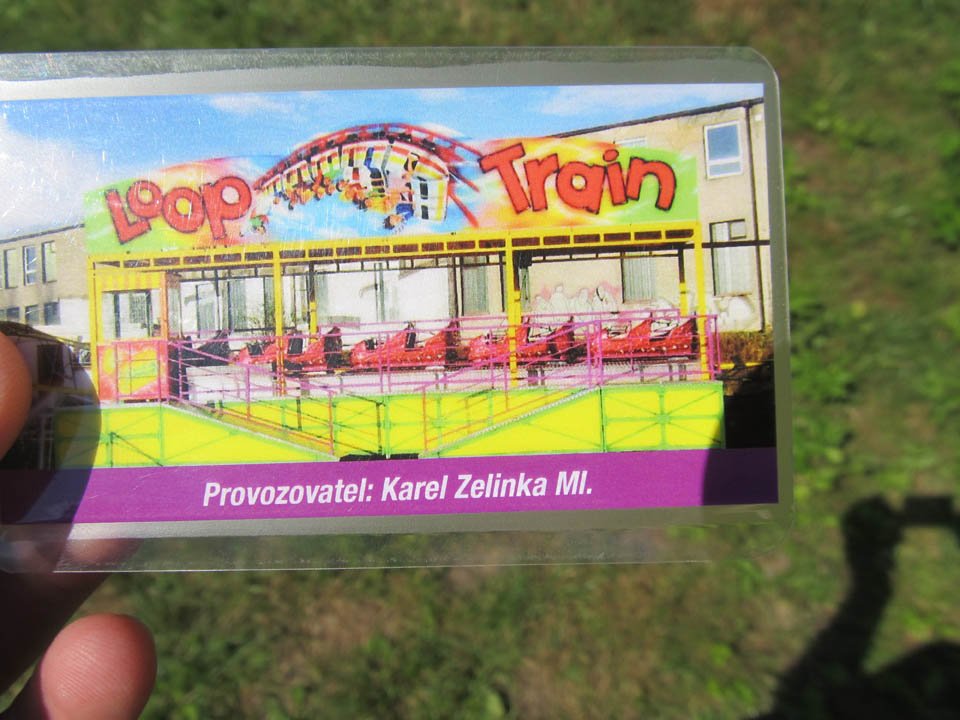 Loop Train
Provozovatel: Karel Zelinka Ml.